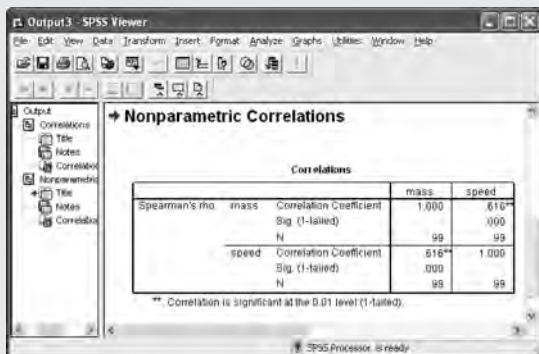 Output3 - SPSS Viewer
File Edit View Data Transform Insert Format Analyze Graphs Utilities Window Help
Output
Correlations
Title
Notes
Correlatio
Nonparametric
Title
Notes
Correlatio
Nonparametric Correlations
Correlations
mass speed
Spearman's rho mass Correlation Coefficient 1.000 .616**
Sig. (1-tailed) .000
N 99 99
speed Correlation Coefficient .616** 1.000
Sig. (1-tailed) .000
N 99 99
**. Correlation is significant at the 0.01 level (1-tailed).
SPSS Processor is ready